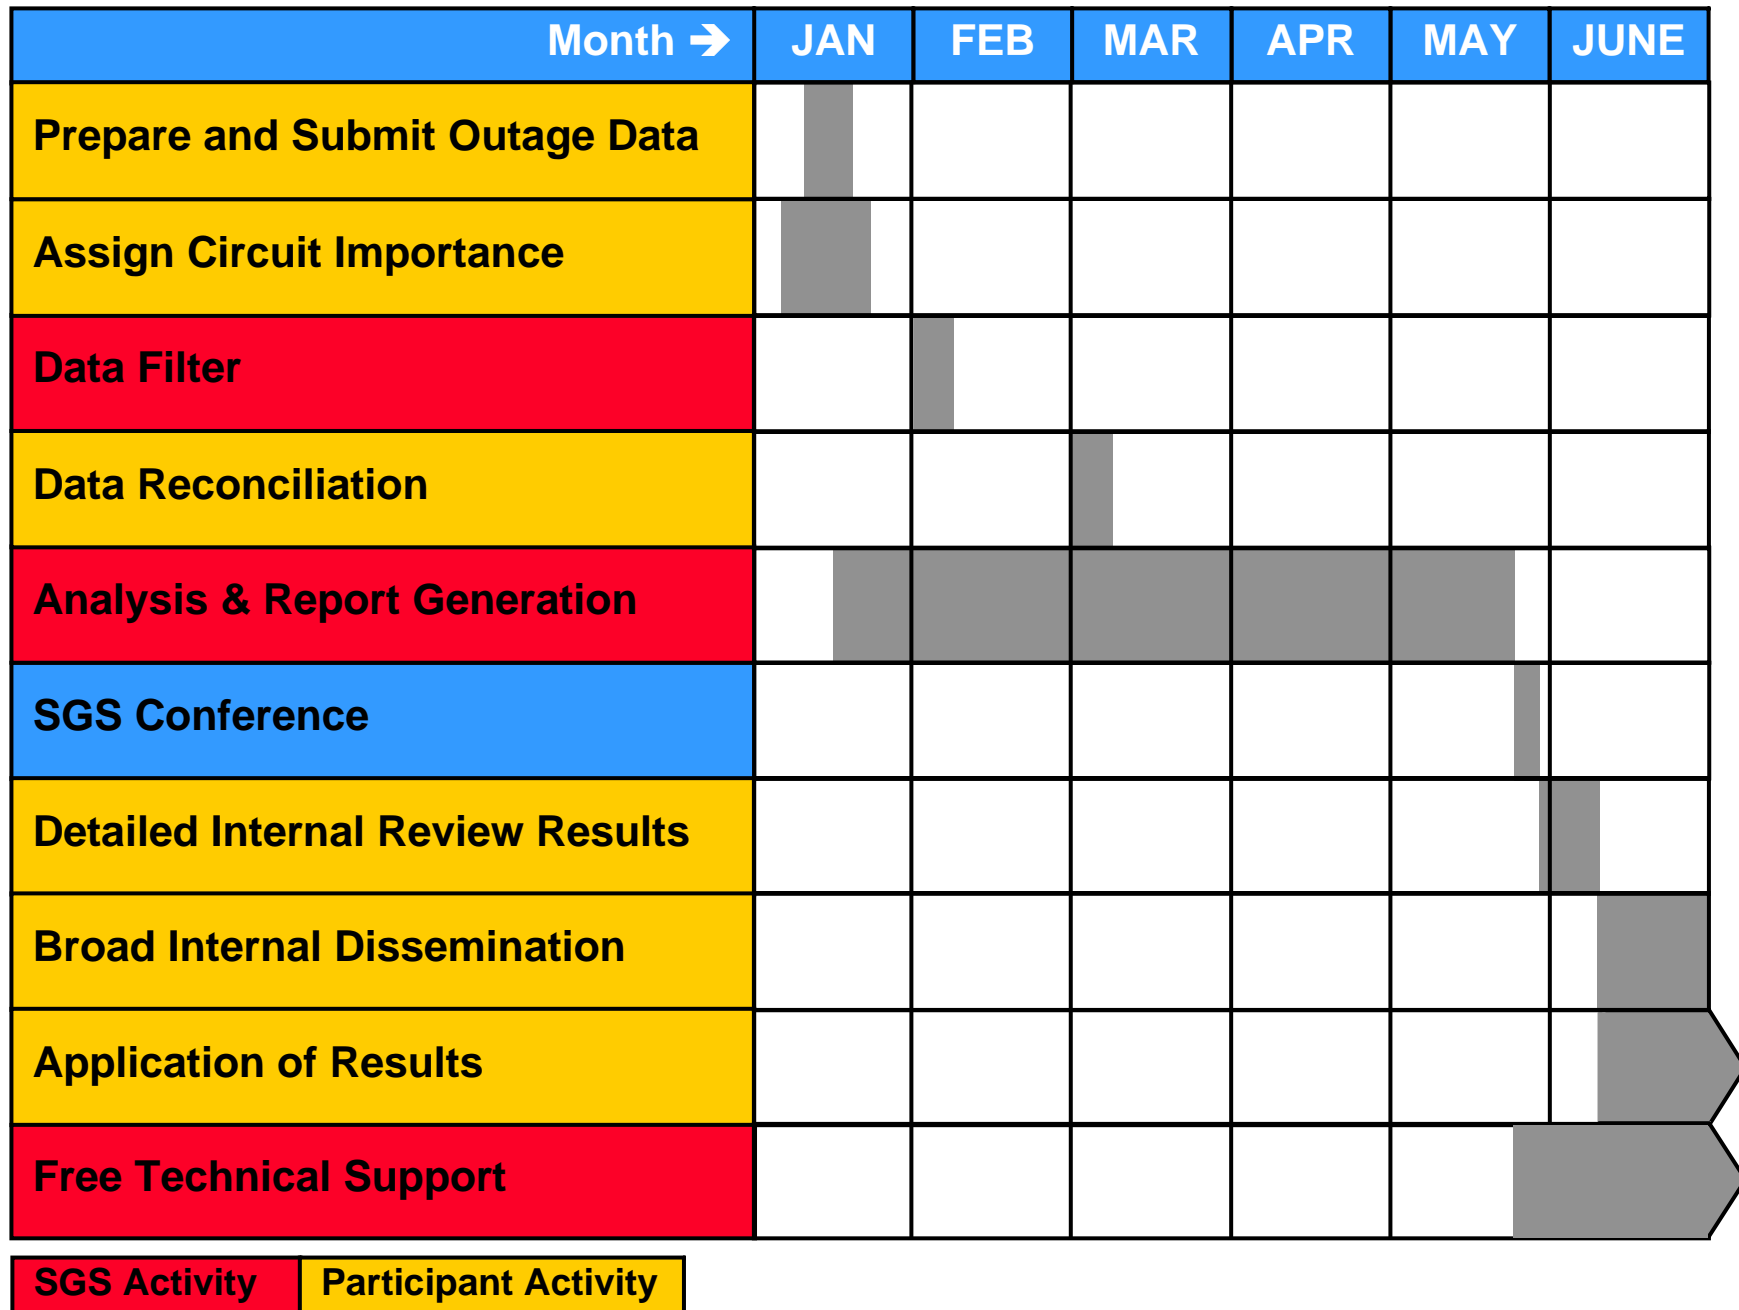 Month ➔ JAN FEB MAR APR MAY JUNE
Prepare and Submit Outage Data
Assign Circuit Importance
Data Filter
Data Reconciliation
Analysis & Report Generation
SGS Conference
Detailed Internal Review Results
Broad Internal Dissemination
Application of Results
Free Technical Support
SGS Activity Participant Activity